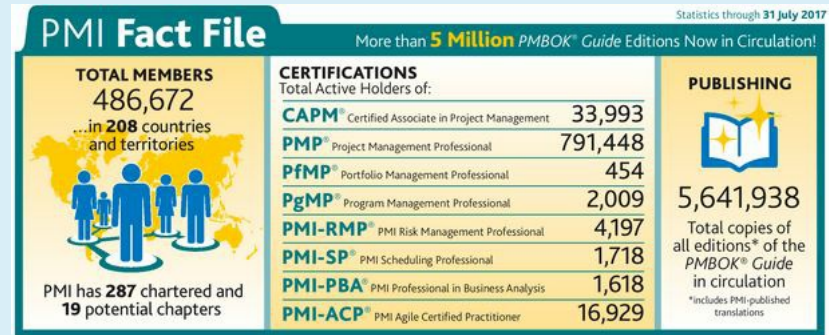 Statistics through 31 July 2017
PMI Fact File
More than 5 Million PMBOK® Guide Editions Now in Circulation!
TOTAL MEMBERS
486,672
...in 208 countries
and territories
PMI has 287 chartered and
19 potential chapters
CERTIFICATIONS
Total Active Holders of:
CAPM® Certified Associate in Project Management 33,993
PMP® Project Management Professional 791,448
PfMP® Portfolio Management Professional 454
PgMP® Program Management Professional 2,009
PMI-RMP® PMI Risk Management Professional 4,197
PMI-SP® PMI Scheduling Professional 1,718
PMI-PBA® PMI Professional in Business Analysis 1,618
PMI-ACP® PMI Agile Certified Practitioner 16,929
PUBLISHING
5,641,938
Total copies of
all editions* of the
PMBOK® Guide
in circulation
*includes PMI-published
translations